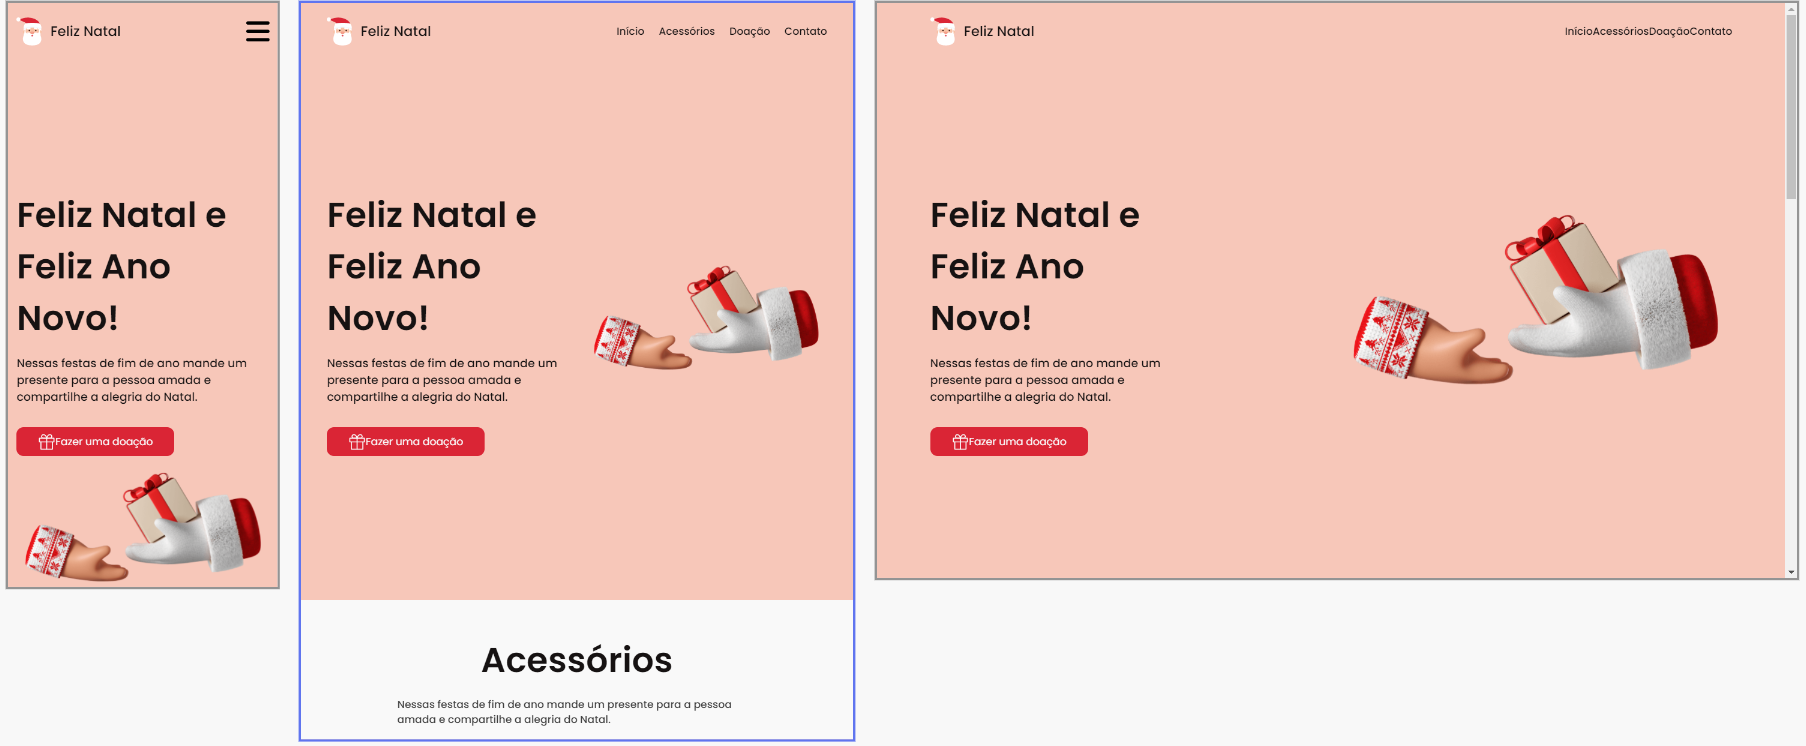 Feliz Natal
Feliz Natal e
Feliz Ano
Novo!
Nessas festas de fim de ano mande um
presente para a pessoa amada e
compartilhe a alegria do Natal.
Fazer uma doação
Feliz Natal
Início Acessórios Doação Contato
Feliz Natal e
Feliz Ano
Novo!
Nessas festas de fim de ano mande um
presente para a pessoa amada e
compartilhe a alegria do Natal.
Fazer uma doação
Acessórios
Nessas festas de fim de ano mande um presente para a pessoa
amada e compartilhe a alegria do Natal.
Feliz Natal
InícioAcessóriosDoaçãoContato
Feliz Natal e
Feliz Ano
Novo!
Nessas festas de fim de ano mande um
presente para a pessoa amada e
compartilhe a alegria do Natal.
Fazer uma doação